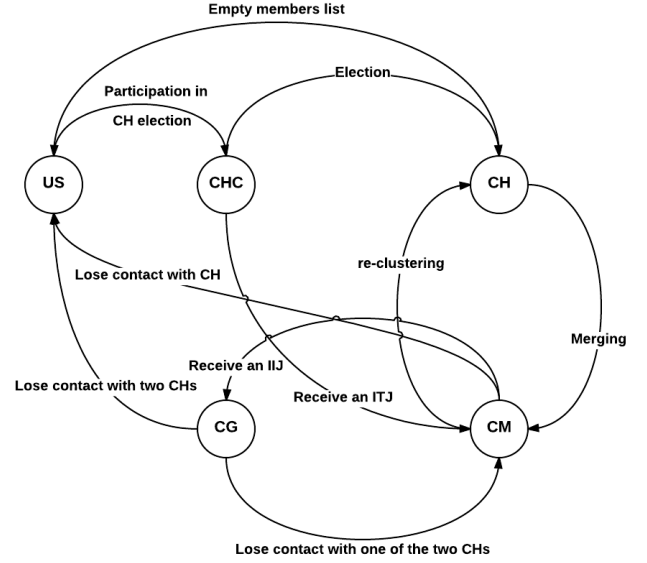 Empty members list
Election
Participation in
CH election
US
CHC
CH
re-clustering
Lose contact with CH
Merging
Receive an IIJ
Lose contact with two CHs
Receive an ITJ
CG
CM
Lose contact with one of the two CHs